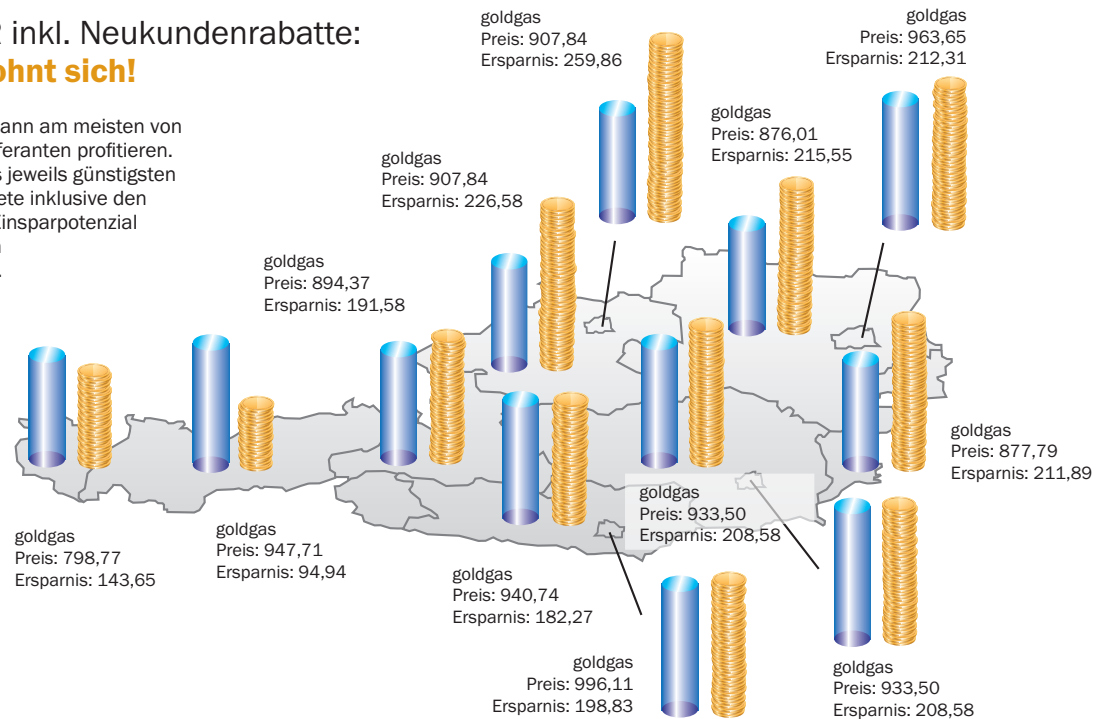 inkl. Neukundenrabatte:
ohnt sich!
ann am meisten von
feranten profitieren.
s jeweils günstigsten
ete inklusive den
Einsparpotenzial
goldgas
Preis: 907,84
Ersparnis: 259,86
goldgas
Preis: 963,65
Ersparnis: 212,31
goldgas
Preis: 876,01
Ersparnis: 215,55
goldgas
Preis: 907,84
Ersparnis: 226,58
goldgas
Preis: 894,37
Ersparnis: 191,58
goldgas
Preis: 877,79
Ersparnis: 211,89
goldgas
Preis: 933,50
Ersparnis: 208,58
goldgas
Preis: 798,77
Ersparnis: 143,65
goldgas
Preis: 947,71
Ersparnis: 94,94
goldgas
Preis: 940,74
Ersparnis: 182,27
goldgas
Preis: 996,11
Ersparnis: 198,83
goldgas
Preis: 933,50
Ersparnis: 208,58